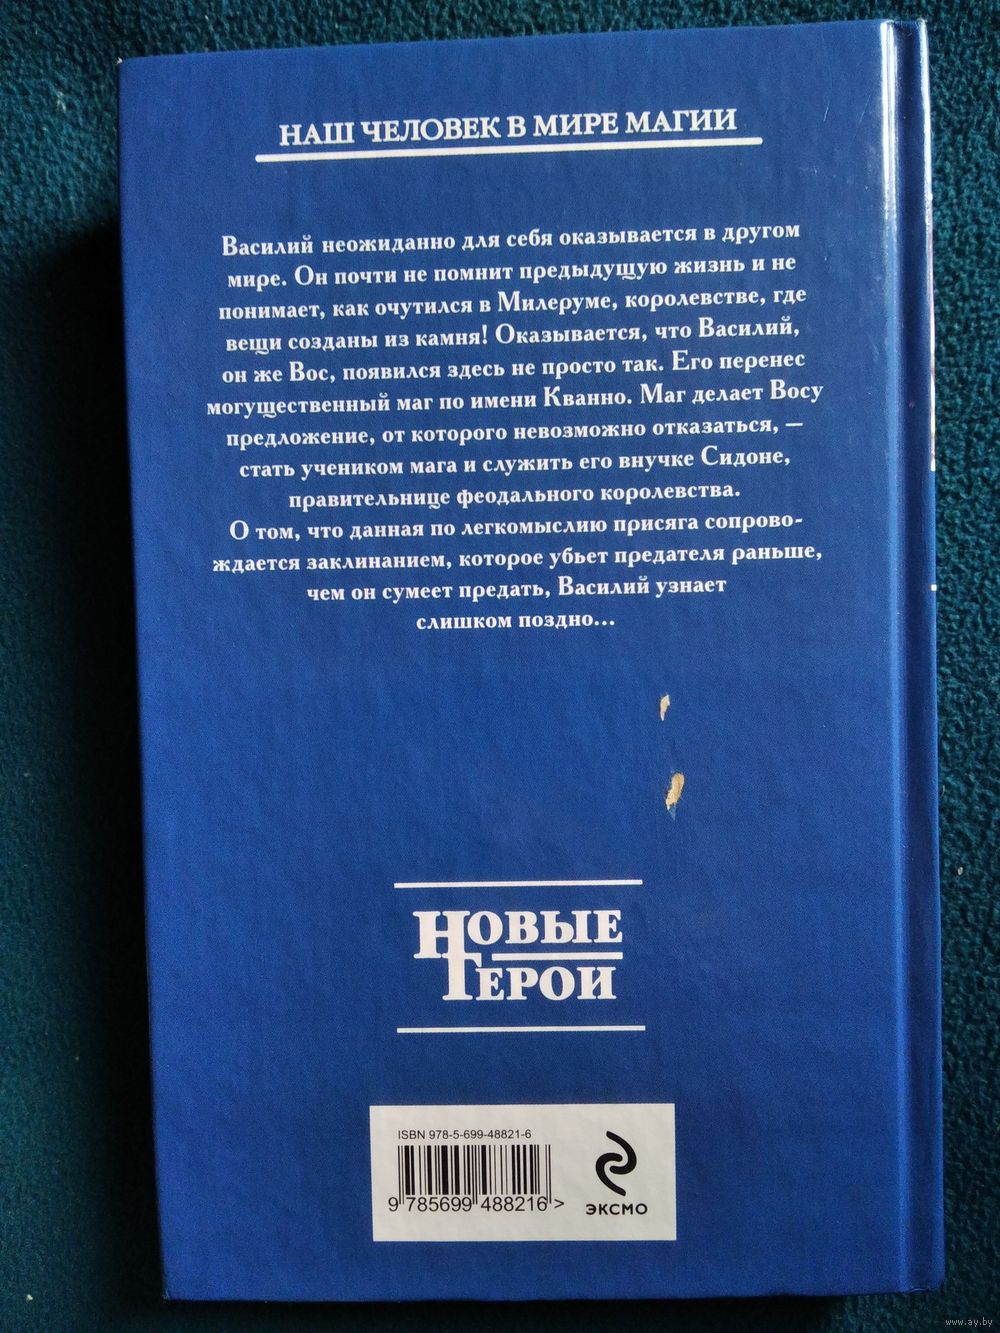 НАШ ЧЕЛОВЕК В МИРЕ МАГИИ
Василий неожиданно для себя оказывается в другом
мире. Он почти не помнит предыдущую жизнь и не
понимает, как очутился в Милеруме, королевстве, где
вещи созданы из камня! Оказывается, что Василий,
он же Вос, появился здесь не просто так. Его перенес
могущественный маг по имени Кванно. Маг делает Восу
предложение, от которого невозможно отказаться, —
стать учеником мага и служить его внучке Сидоне,
правительнице феодального королевства.
О том, что данная по легкомыслию присяга сопрово-
ждается заклинанием, которое убьет предателя раньше,
чем он сумеет предать, Василий узнает
слишком поздно...
НОВЫЕ
ГЕРОИ
ISBN 978-5-699-48821-6
9 785699 488216 >
ЭКСМО
www.ay.by